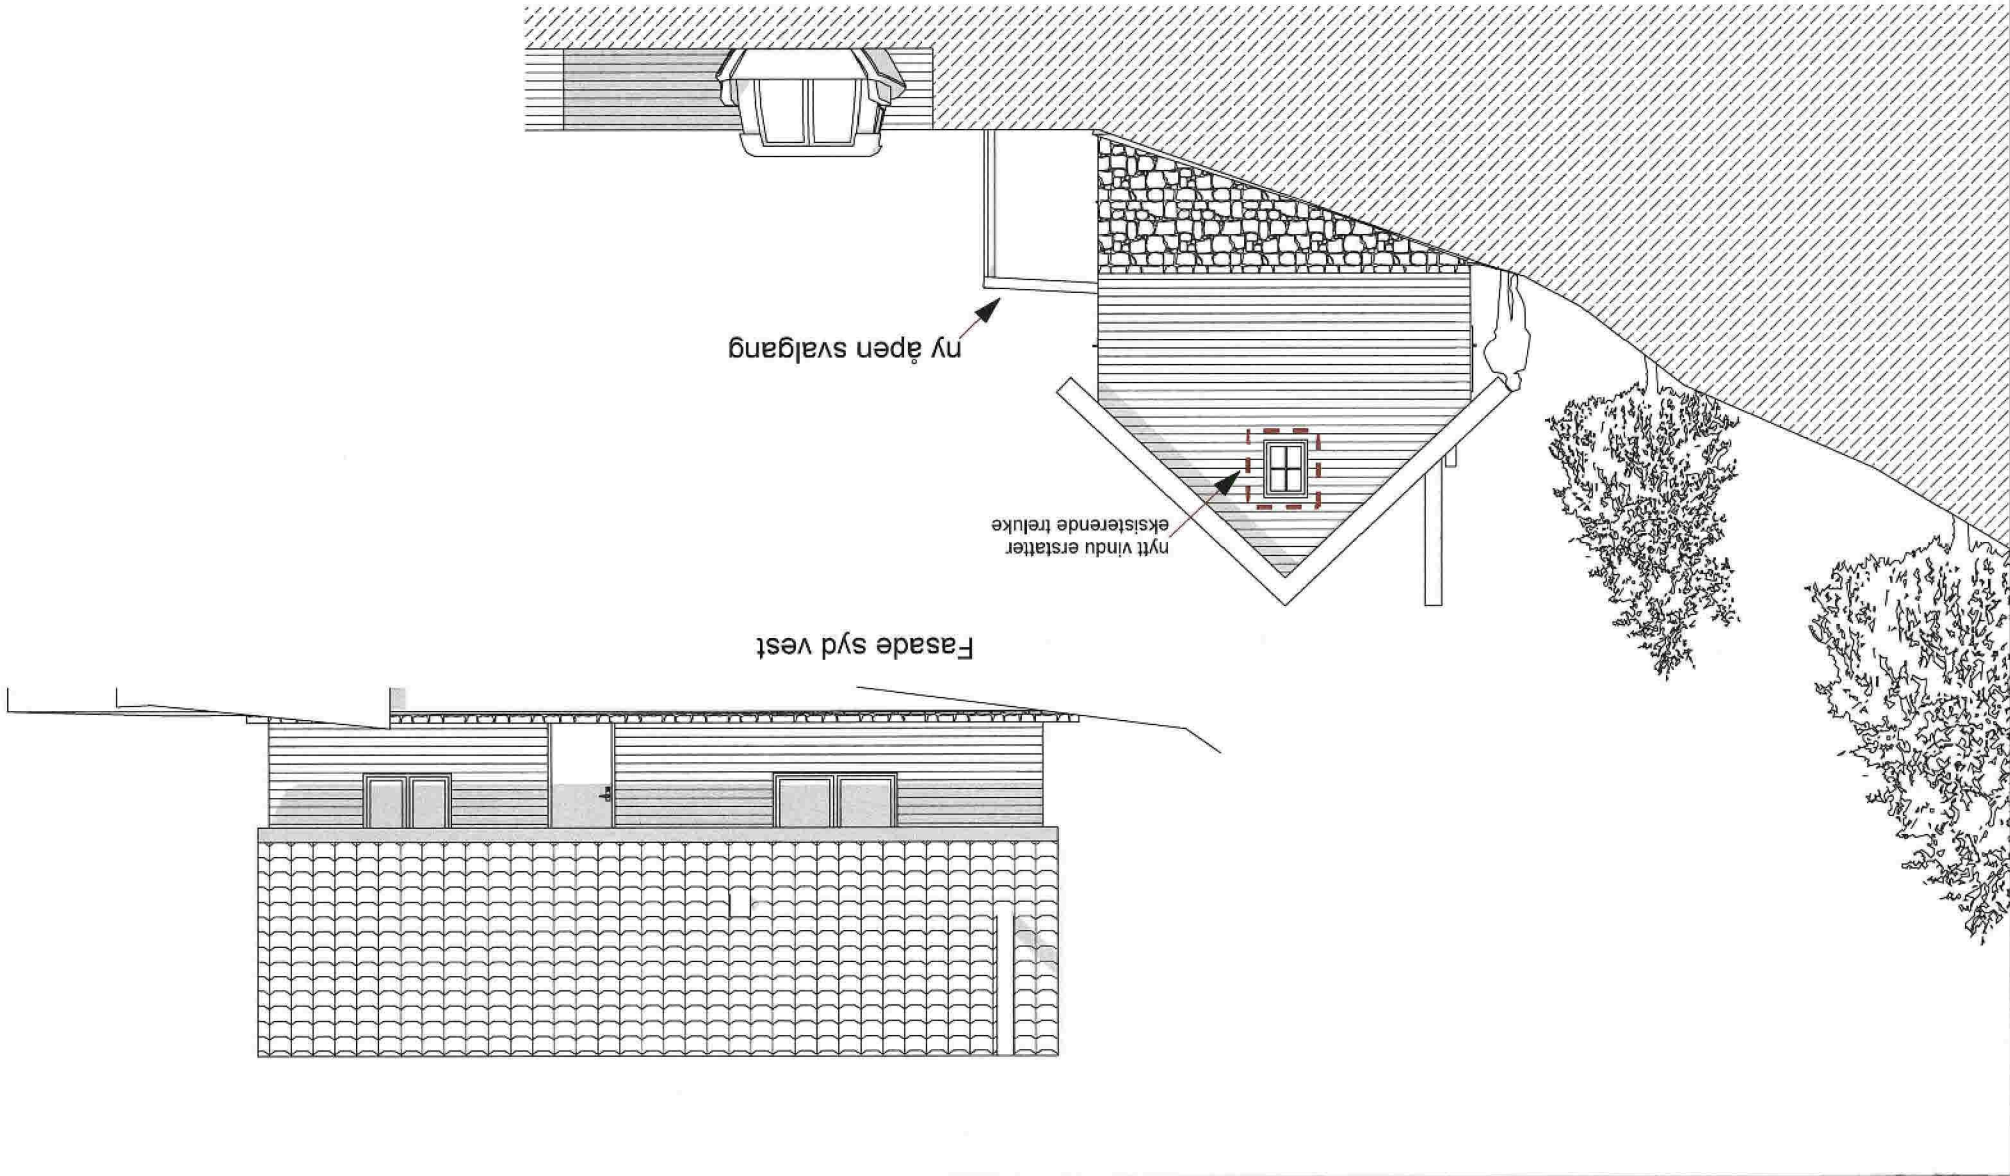 Fasade syd vest
nytt vindu erstatter
eksisterende treluke
ny åpen svalgang